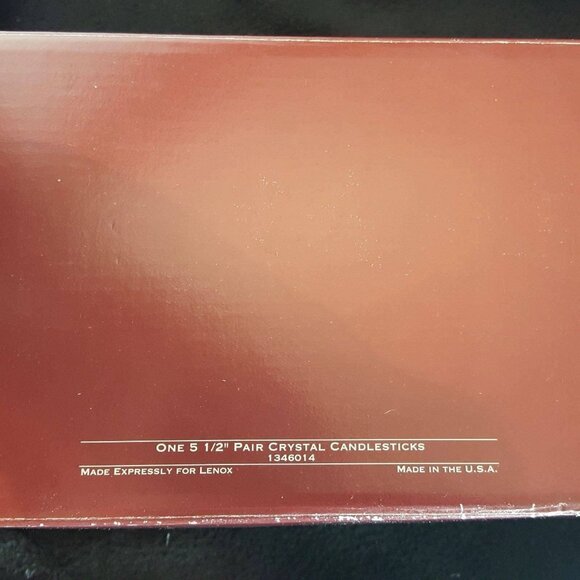 One 5 1/2" Pair Crystal Candlesticks
1346014
Made Expressly for Lenox
Made in the U.S.A.